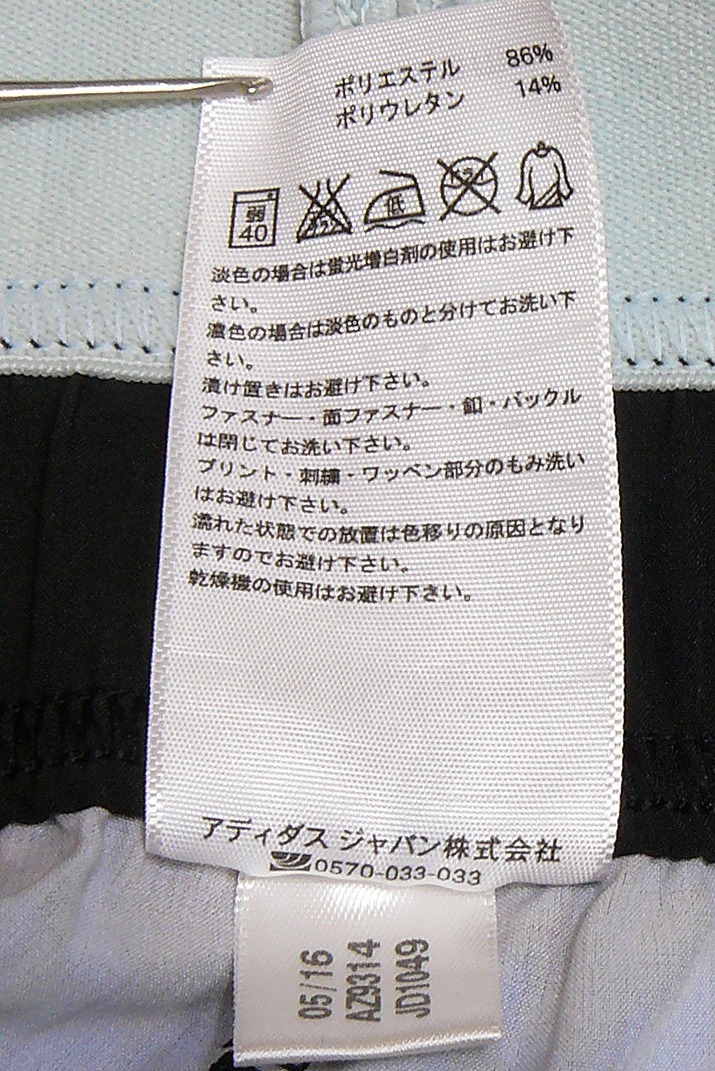 ポリエステル 86%
ポリウレタン 14%
弱 40 低 ドライ
淡色の場合は蛍光増白剤の使用はお避け下
さい。
濃色の場合は淡色のものと分けてお洗い下
さい。
漬け置きはお避け下さい。
ファスナー・面ファスナー・釦・バックル
は閉じてお洗い下さい。
プリント・刺繍・ワッペン部分のもみ洗い
はお避け下さい。
濡れた状態での放置は色移りの原因となり
ますのでお避け下さい。
乾燥機の使用はお避け下さい。
アディダス ジャパン株式会社
0570-033-033
05/16
AZ9314
JD1049